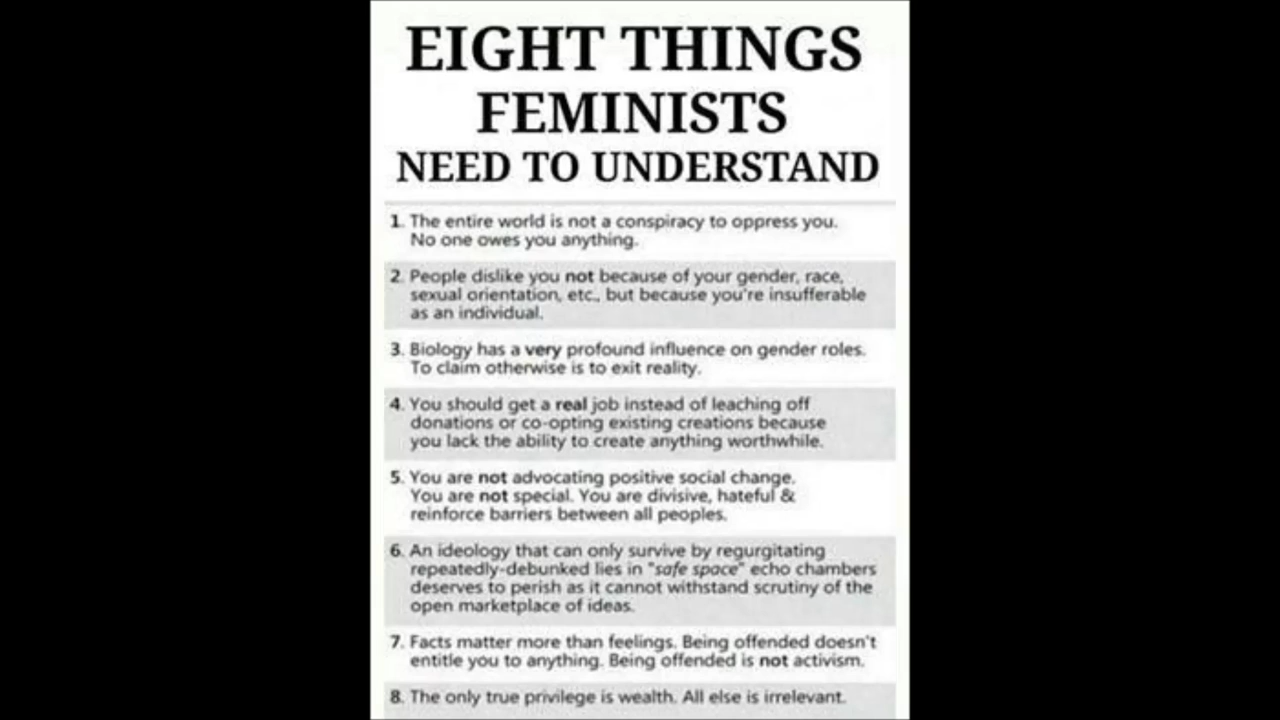 EIGHT THINGS
FEMINISTS
NEED TO UNDERSTAND
1. The entire world is not a conspiracy to oppress you.
No one owes you anything.
2. People dislike you not because of your gender, race,
sexual orientation, etc., but because you're insufferable
as an individual.
3. Biology has a very profound influence on gender roles.
To claim otherwise is to exit reality.
4. You should get a real job instead of leaching off
donations or co-opting existing creations because
you lack the ability to create anything worthwhile.
5. You are not advocating positive social change.
You are not special. You are divisive, hateful &
reinforce barriers between all peoples.
6. An ideology that can only survive by regurgitating
repeatedly-debunked lies in "safe space" echo chambers
deserves to perish as it cannot withstand scrutiny of the
open marketplace of ideas.
7. Facts matter more than feelings. Being offended doesn't
entitle you to anything. Being offended is not activism.
8. The only true privilege is wealth. All else is irrelevant.